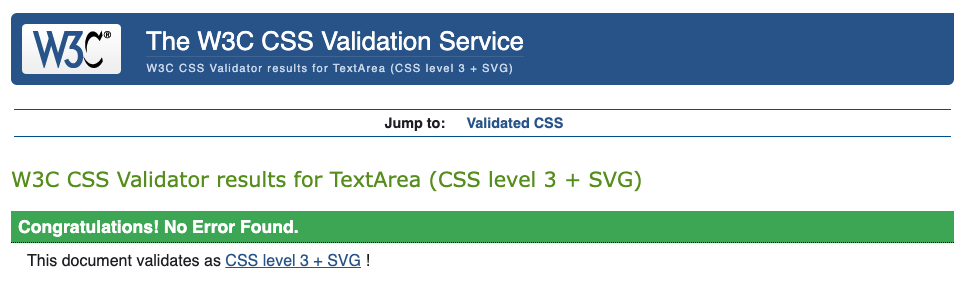 W3C®
The W3C CSS Validation Service
W3C CSS Validator results for TextArea (CSS level 3 + SVG)
Jump to: Validated CSS
W3C CSS Validator results for TextArea (CSS level 3 + SVG)
Congratulations! No Error Found.
This document validates as CSS level 3 + SVG !